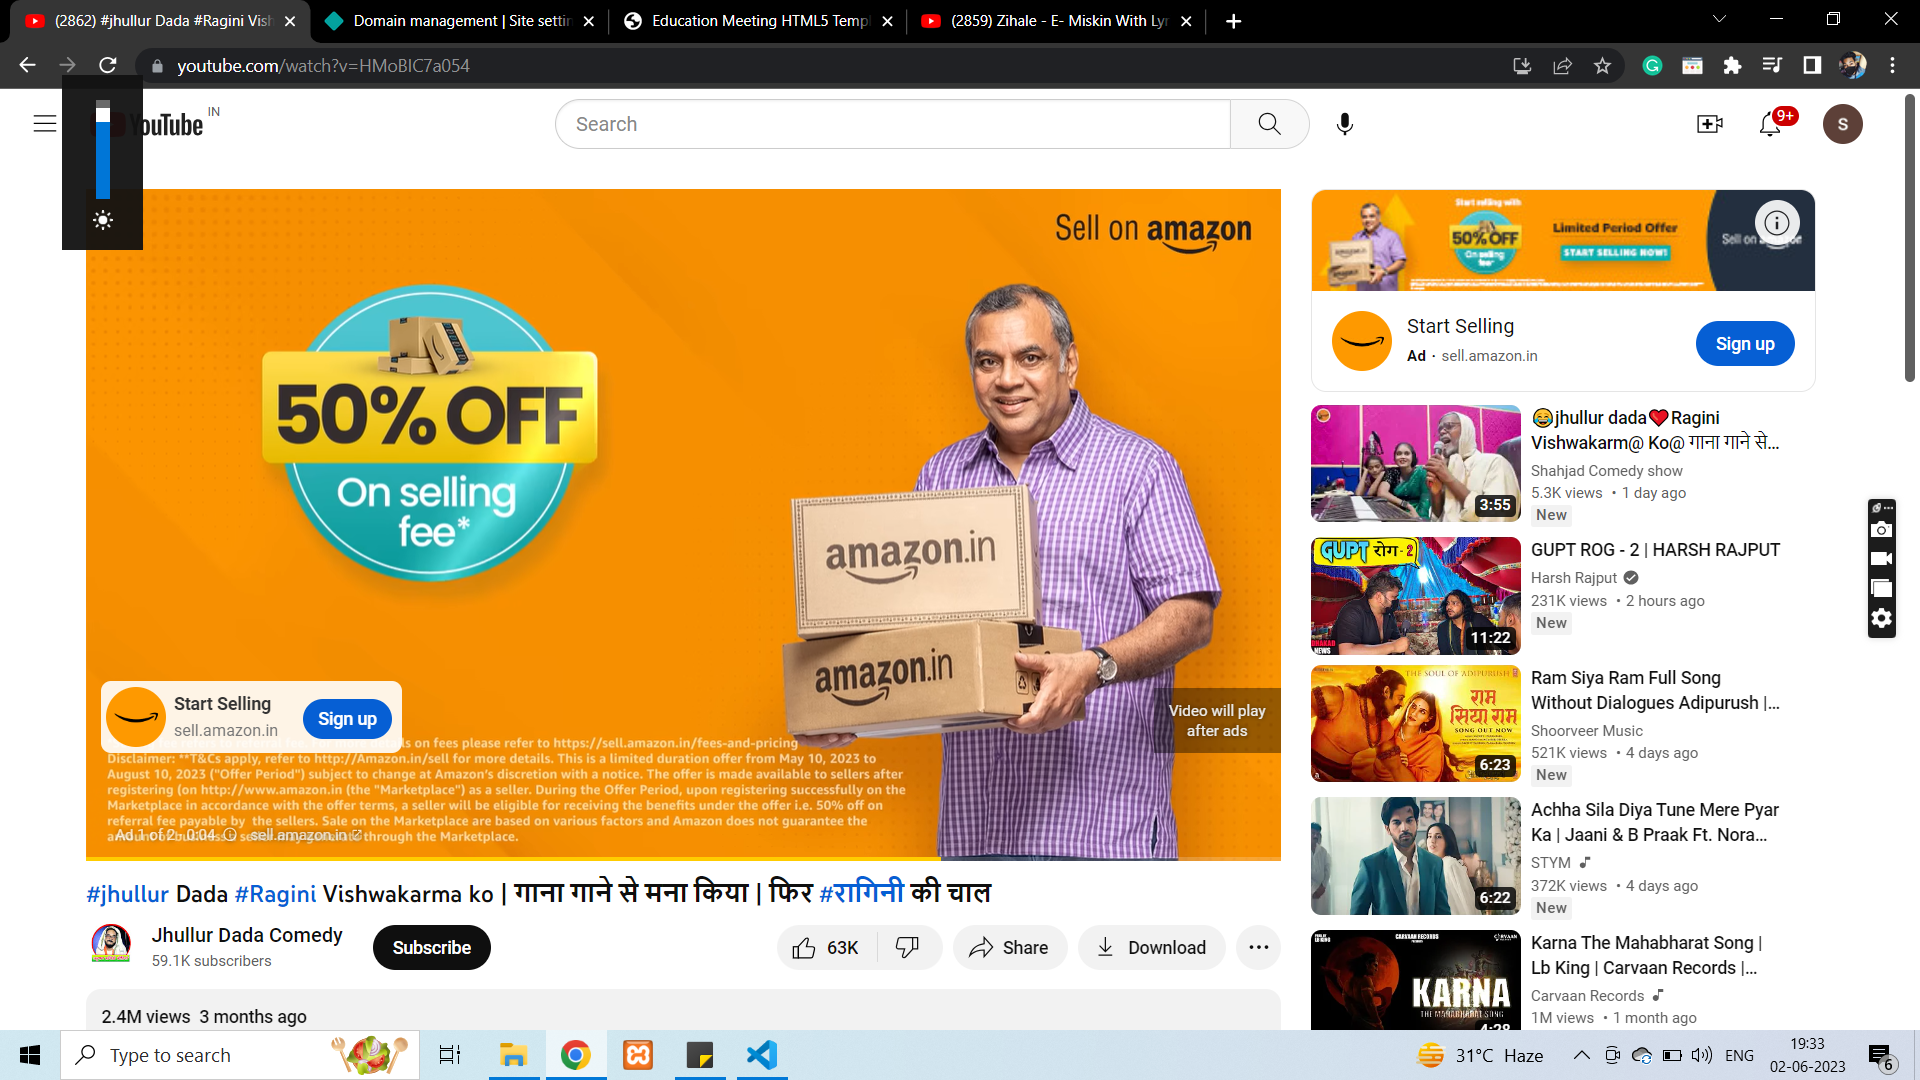 (2862) #jhullur Dada #Ragini Vish
Domain management | Site settin
Education Meeting HTML5 Templ
(2859) Zihale - E- Miskin With Lyr
youtube.com/watch?v=HMoBIC7a054
YouTube IN
Search
9+
S
Sell on amazon
50% OFF
On selling
fee*
amazon.in
amazon.in
Start Selling
sell.amazon.in
Sign up
Video will play
after ads
on fees please refer to https://sell.amazon.in/fees-and-pricing
Disclaimer: **T&Cs apply, refer to http://Amazon.in/sell for more details. This is a limited duration offer from May 10, 2023 to
August 10, 2023 ("Offer Period") subject to change at Amazon's discretion with a notice. The offer is made available to sellers after
registering (on http://www.amazon.in (the "Marketplace") as a seller. During the Offer Period, upon registering successfully on the
Marketplace in accordance with the offer terms, a seller will be eligible for receiving the benefits under the offer i.e. 50% off on
referral fee payable by the sellers. Sale on the Marketplace are based on various factors and Amazon does not guarantee the
Ad 1 of 2 · 0:04 sell.amazon.in
through the Marketplace.
#jhullur Dada #Ragini Vishwakarma ko | गाना गाने से मना किया | फिर #रागिनी की चाल
Jhullur Dada Comedy
59.1K subscribers
Subscribe
63K
Share
Download
2.4M views 3 months ago
Start selling with
50% OFF
On selling
fee*
Limited Period Offer
START SELLING NOW!
Sell on
Start Selling
Ad · sell.amazon.in
Sign up
😂jhullur dada❤️Ragini
Vishwakarm@ Ko@ गाना गाने से...
Shahjad Comedy show
5.3K views • 1 day ago
New
3:55
GUPT रोग - 2
DHAKAD
NEWS
11:22
GUPT ROG - 2 | HARSH RAJPUT
Harsh Rajput
231K views • 2 hours ago
New
THE SOUL OF ADIPURUSH
राम
सिया राम
SONG OUT NOW
6:23
Ram Siya Ram Full Song
Without Dialogues Adipurush |...
Shoorveer Music
521K views • 4 days ago
New
6:22
Achha Sila Diya Tune Mere Pyar
Ka | Jaani & B Praak Ft. Nora...
STYM
372K views • 4 days ago
New
LB KING
CARVAAN RECORDS
CARVAAN
KARNA
THE MAHABHARAT SONG
4:28
Karna The Mahabharat Song |
Lb King | Carvaan Records |...
Carvaan Records
1M views • 1 month ago
Type to search
31°C Haze
ENG
19:33
02-06-2023
6